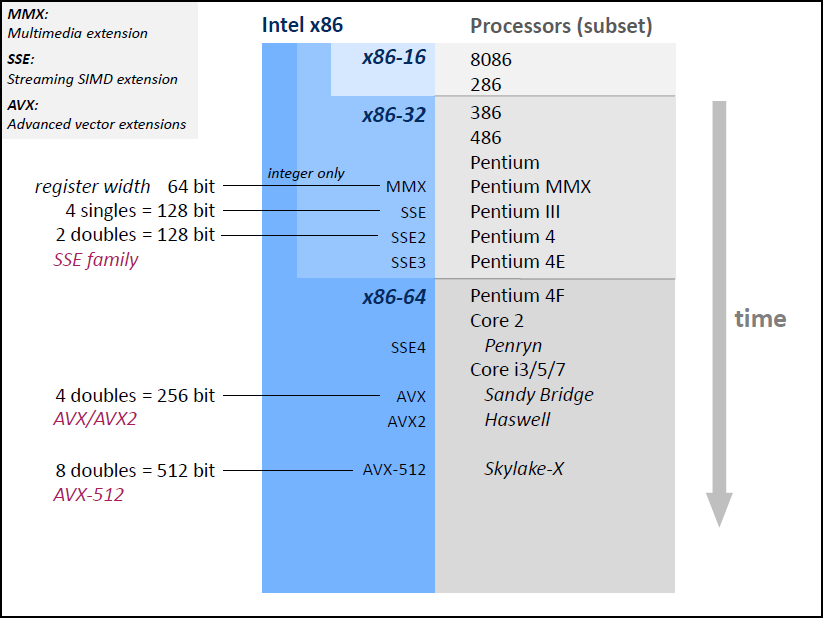 MMX:
Multimedia extension
SSE:
Streaming SIMD extension
AVX:
Advanced vector extensions
Intel x86
Processors (subset)
x86-16
8086
286
x86-32
386
486
Pentium
integer only
register width 64 bit
MMX
Pentium MMX
4 singles = 128 bit
SSE
Pentium III
2 doubles = 128 bit
SSE2
Pentium 4
SSE family
SSE3
Pentium 4E
x86-64
Pentium 4F
Core 2
time
SSE4
Penryn
Core i3/5/7
4 doubles = 256 bit
AVX
Sandy Bridge
AVX/AVX2
AVX2
Haswell
8 doubles = 512 bit
AVX-512
Skylake-X
AVX-512